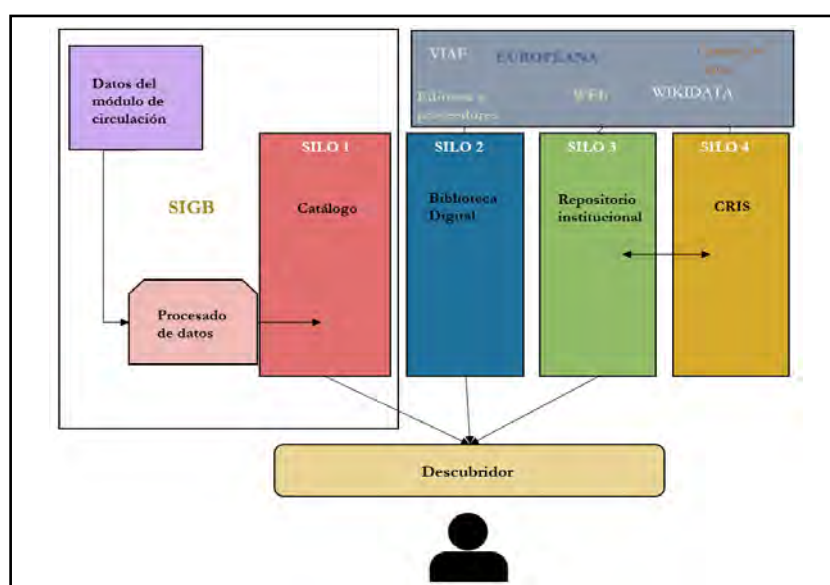 Datos del
módulo de
circulación
VIAF
EUROPEANA
WEB
WIKIDATA
proveedores
SILO 1
SILO 2
SILO 3
SILO 4
SIGB
Catálogo
Biblioteca
Digital
Repositorio
institucional
CRIS
Procesado
de datos
Descubridor